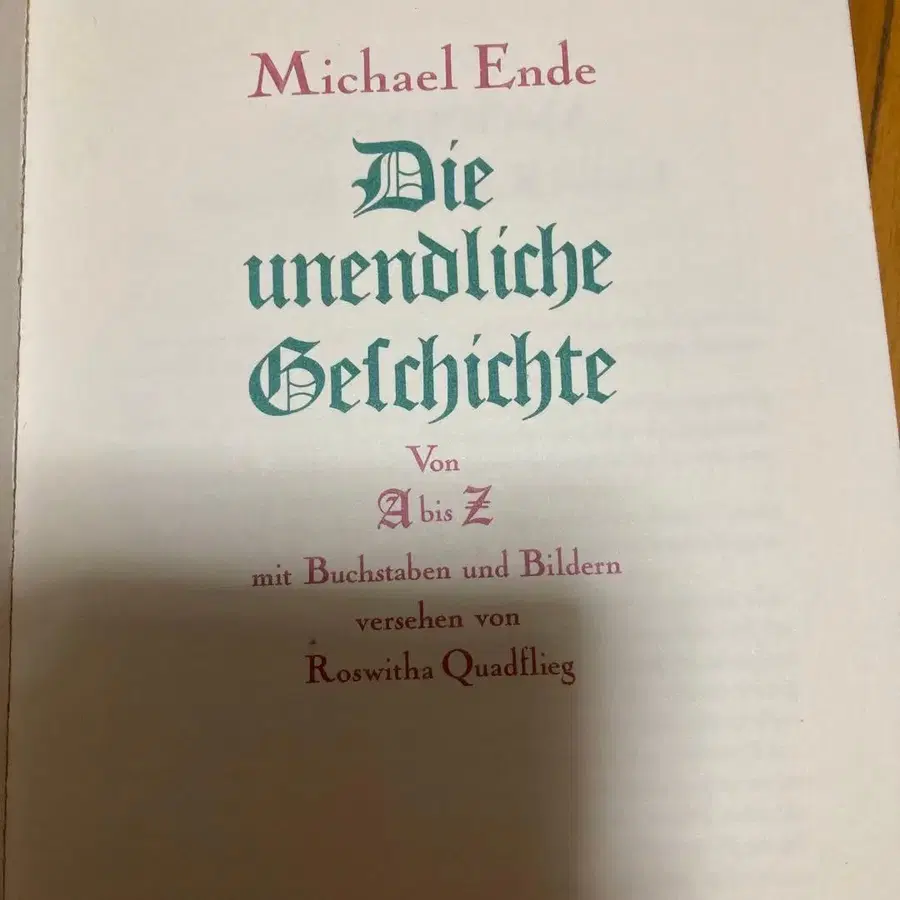 Michael Ende
Die
unendliche
Geſchichte
Von
A bis Z
mit Buchstaben und Bildern
versehen von
Roswitha Quadflieg